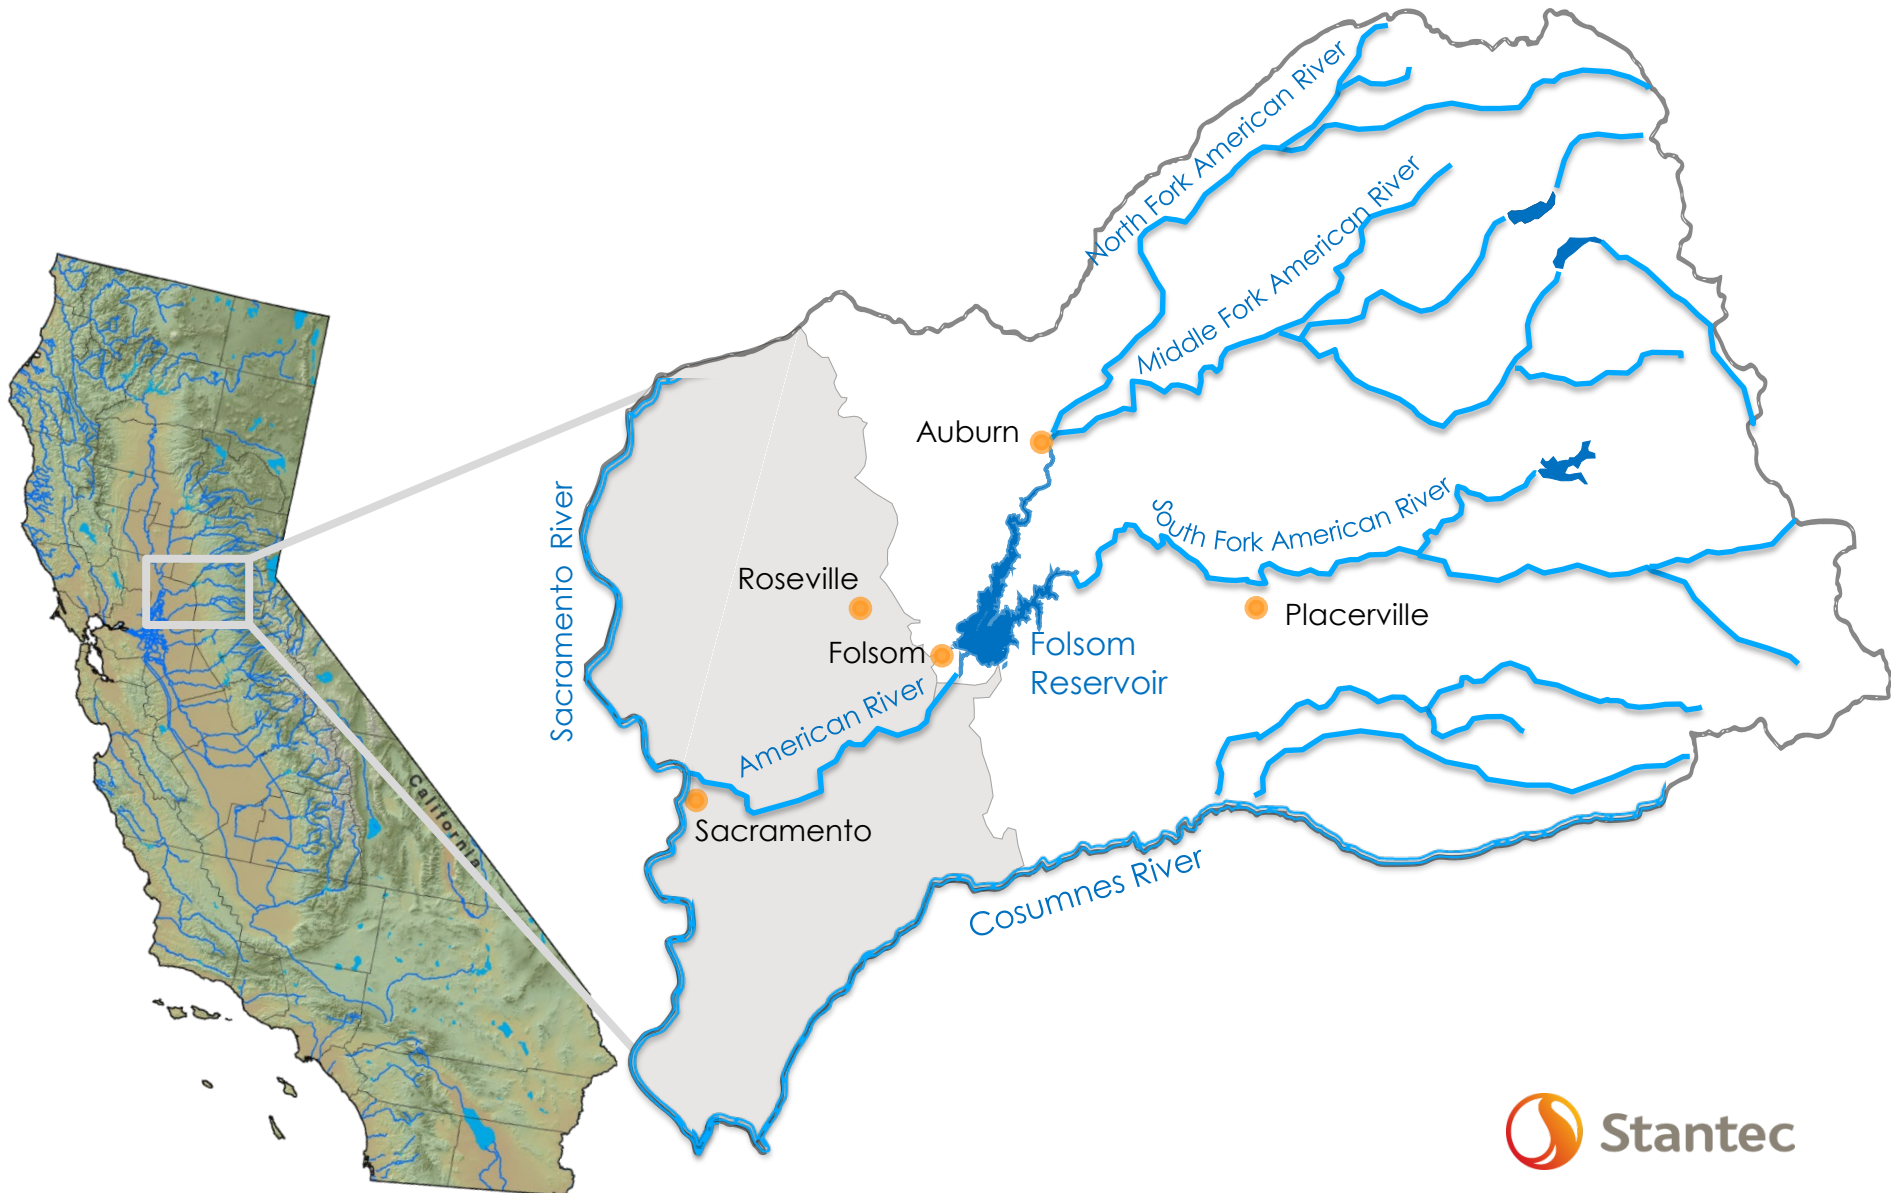 North Fork American River
Middle Fork American River
Auburn
South Fork American River
Sacramento River
Roseville
Placerville
Folsom
Folsom
Reservoir
American River
Sacramento
California
Cosumnes River
Stantec